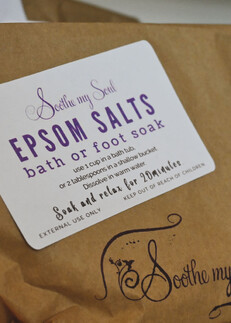 Soothe my Soul
EPSOM SALTS
bath or foot soak
use 1 cup in a bath tub,
or 2 tablespoons in a shallow bucket.
Dissolve in warm water.
Soak and relax for 20minutes
EXTERNAL USE ONLY KEEP OUT OF REACH OF CHILDREN
Soothe my